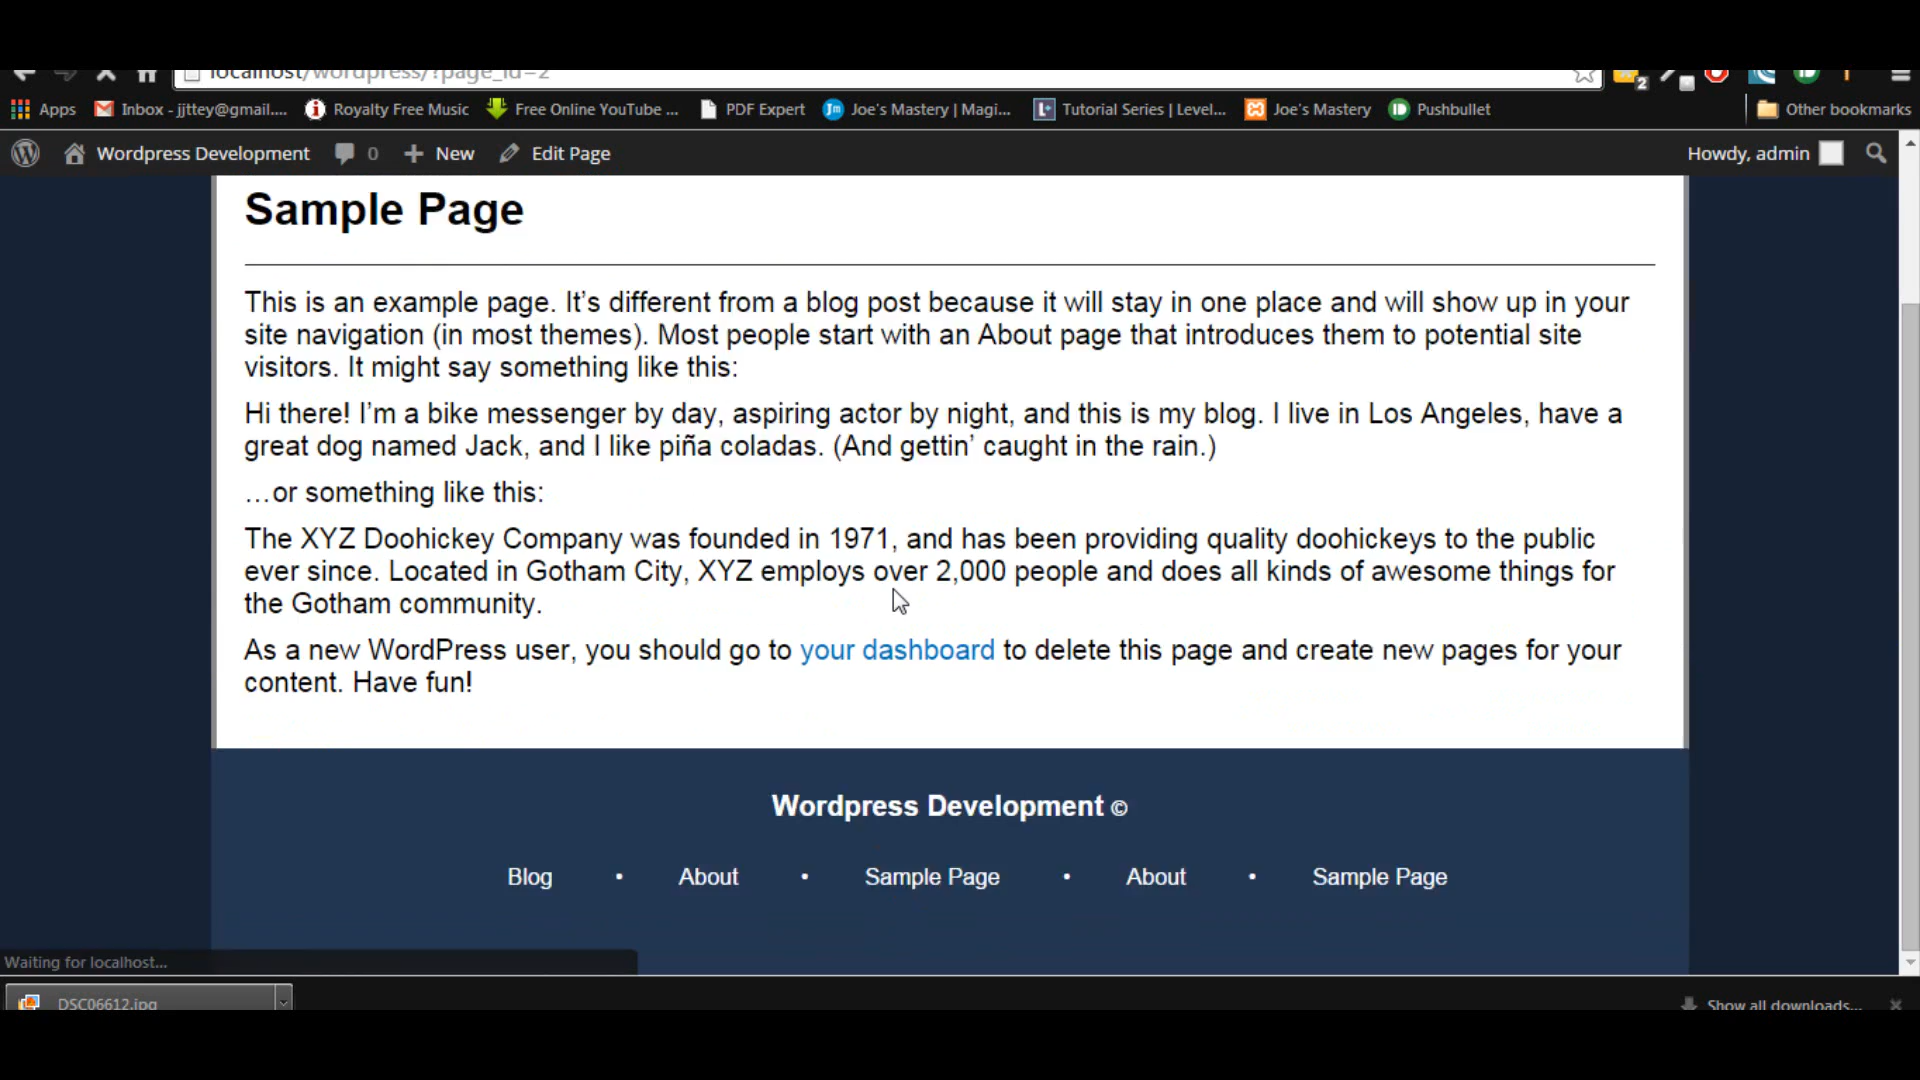 localhost/wordpress/?page_id=2
2
Apps Inbox - jjttey@gmail.... Royalty Free Music Free Online YouTube ... PDF Expert Joe's Mastery | Magi... Tutorial Series | Level... Joe's Mastery Pushbullet Other bookmarks
Wordpress Development 0 New Edit Page Howdy, admin
Sample Page
This is an example page. It’s different from a blog post because it will stay in one place and will show up in your
site navigation (in most themes). Most people start with an About page that introduces them to potential site
visitors. It might say something like this:
Hi there! I’m a bike messenger by day, aspiring actor by night, and this is my blog. I live in Los Angeles, have a
great dog named Jack, and I like piña coladas. (And gettin’ caught in the rain.)
…or something like this:
The XYZ Doohickey Company was founded in 1971, and has been providing quality doohickeys to the public
ever since. Located in Gotham City, XYZ employs over 2,000 people and does all kinds of awesome things for
the Gotham community.
As a new WordPress user, you should go to your dashboard to delete this page and create new pages for your
content. Have fun!
Wordpress Development ©
Blog • About • Sample Page • About • Sample Page
Waiting for localhost...
DSC06612.jpg Show all downloads...